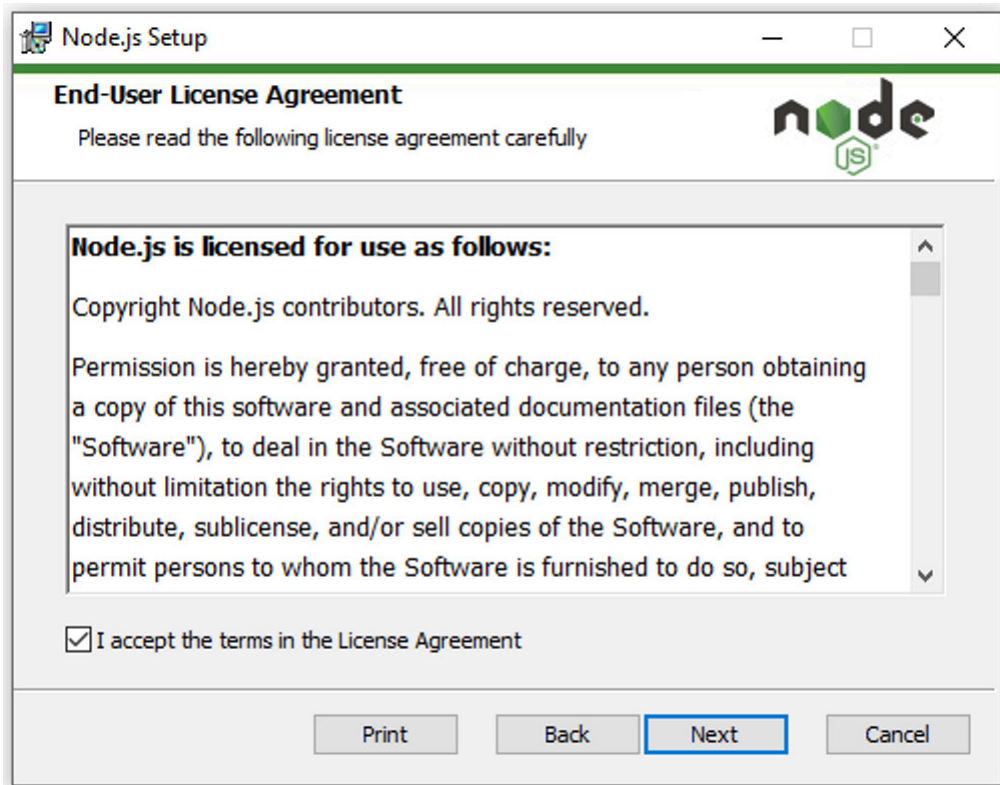 Node.js Setup
End-User License Agreement
Please read the following license agreement carefully
node
JS
Node.js is licensed for use as follows:
Copyright Node.js contributors. All rights reserved.
Permission is hereby granted, free of charge, to any person obtaining
a copy of this software and associated documentation files (the
"Software"), to deal in the Software without restriction, including
without limitation the rights to use, copy, modify, merge, publish,
distribute, sublicense, and/or sell copies of the Software, and to
permit persons to whom the Software is furnished to do so, subject
I accept the terms in the License Agreement
Print Back Next Cancel